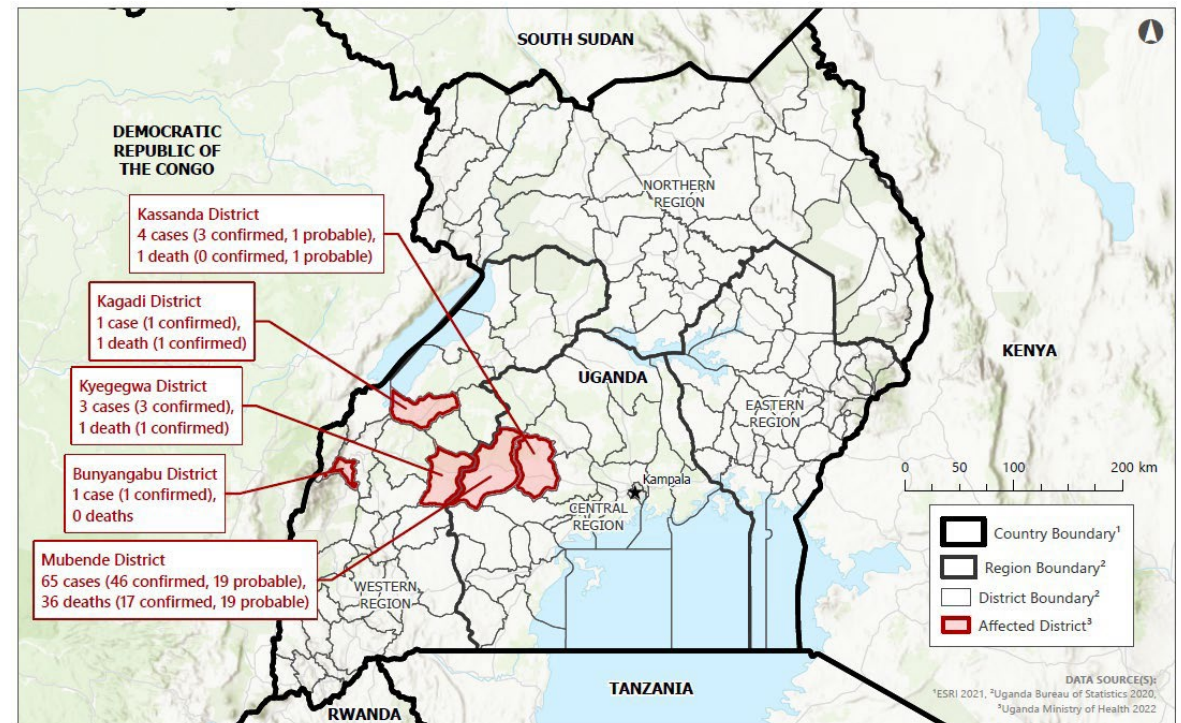 SOUTH SUDAN
DEMOCRATIC
REPUBLIC OF
THE CONGO
NORTHERN
REGION
Kassanda District
4 cases (3 confirmed, 1 probable),
1 death (0 confirmed, 1 probable)
Kagadi District
1 case (1 confirmed),
1 death (1 confirmed)
KENYA
UGANDA
Kyegegwa District
3 cases (3 confirmed),
1 death (1 confirmed)
EASTERN
REGION
Bunyangabu District
1 case (1 confirmed),
0 deaths
0 50 100 200 km
Kampala
CENTRAL
REGION
Mubende District
65 cases (46 confirmed, 19 probable),
36 deaths (17 confirmed, 19 probable)
WESTERN
REGION
Country Boundary¹
Region Boundary²
District Boundary²
Affected District³
TANZANIA
RWANDA
DATA SOURCE(S):
¹ESRI 2021, ²Uganda Bureau of Statistics 2020,
³Uganda Ministry of Health 2022